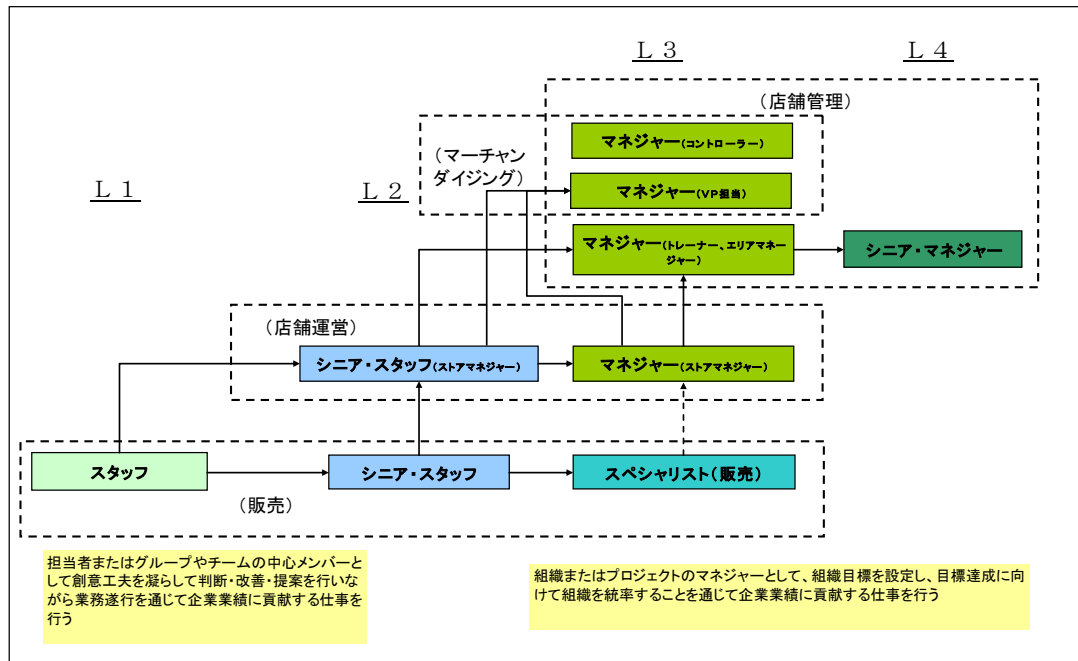 Ｌ３
Ｌ４
（店舗管理）
マネジャー（コントローラー）
（マーチャン
ダイジング）
Ｌ１
Ｌ２
マネジャー（ＶＰ担当）
マネジャー（トレーナー、エリアマネー
ジャー）
シニア・マネジャー
（店舗運営）
シニア・スタッフ（ストアマネジャー）
マネジャー（ストアマネジャー）
スタッフ
シニア・スタッフ
スペシャリスト（販売）
（販売）
担当者またはグループやチームの中心メンバーと
して創意工夫を凝らして判断・改善・提案を行いな
がら業務遂行を通じて企業業績に貢献する仕事を
行う
組織またはプロジェクトのマネジャーとして、組織目標を設定し、目標達成に向
けて組織を統率することを通じて企業業績に貢献する仕事を行う